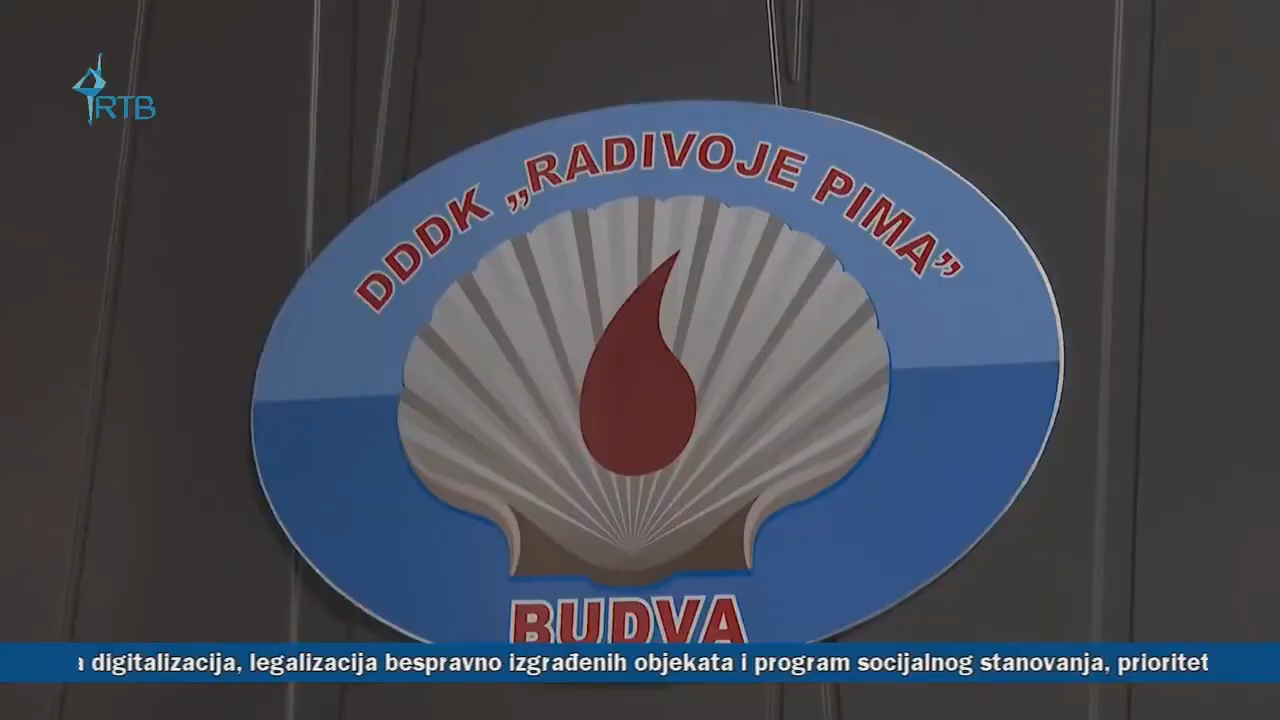 RTB
DDDK „RADIVOJE PIMA”
BUDVA
digitalizacija, legalizacija bespravno izgrađenih objekata i program socijalnog stanovanja, prioritet